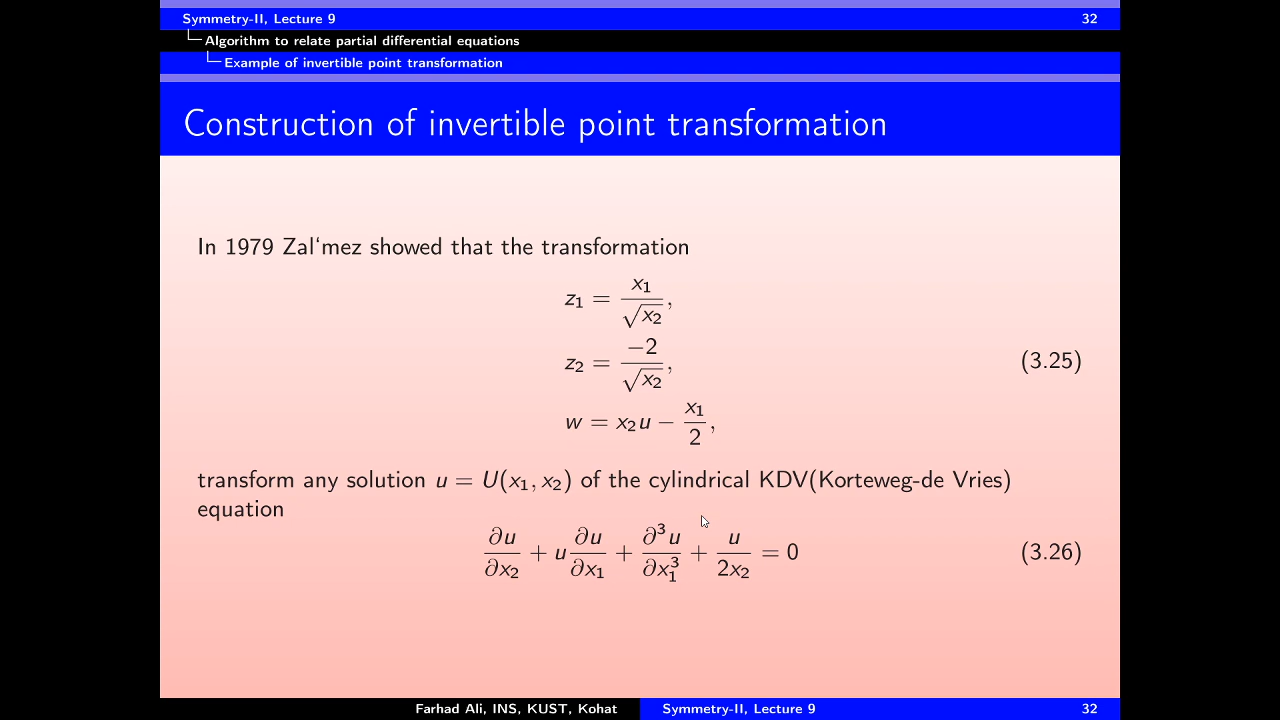 Symmetry-II, Lecture 9 32
Algorithm to relate partial differential equations
Example of invertible point transformation
Construction of invertible point transformation
In 1979 Zal‘mez showed that the transformation
z₁ = x₁/√x₂,
z₂ = −2/√x₂, (3.25)
w = x₂u − x₁/2,
transform any solution u = U(x₁, x₂) of the cylindrical KDV(Korteweg-de Vries)
equation
∂u/∂x₂ + u ∂u/∂x₁ + ∂³u/∂x₁³ + u/2x₂ = 0 (3.26)
Farhad Ali, INS, KUST, Kohat Symmetry-II, Lecture 9 32